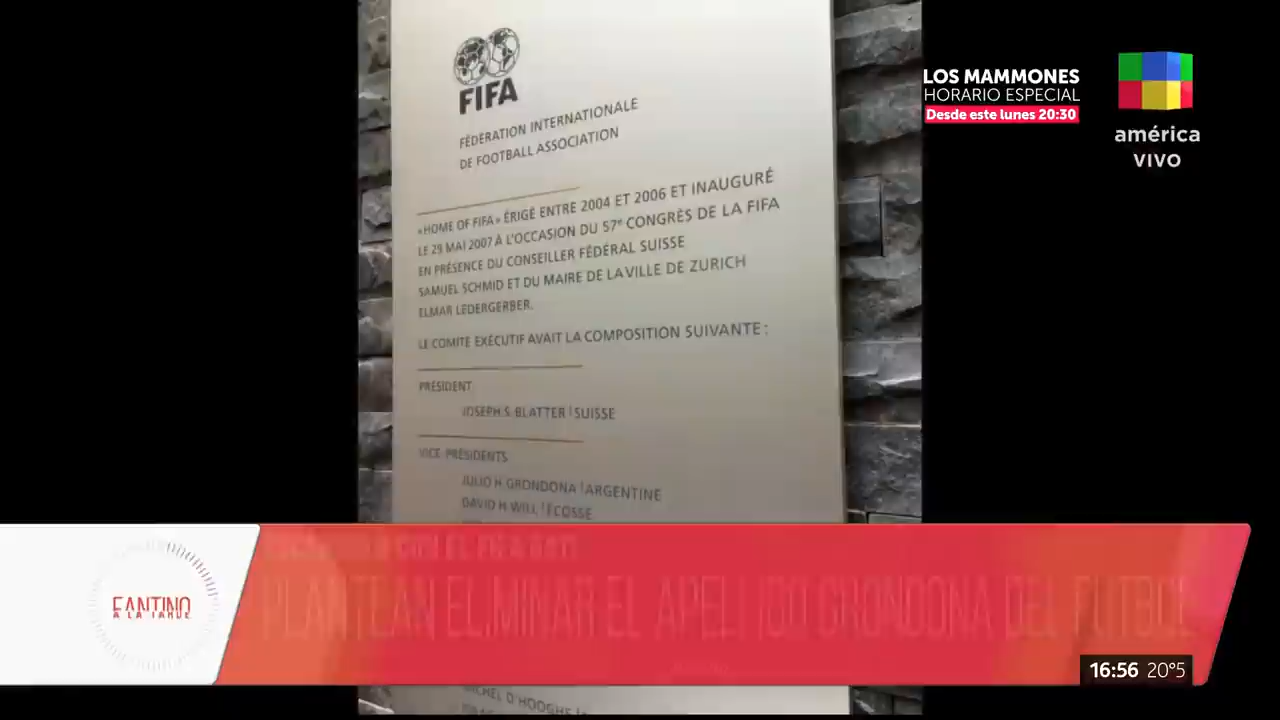 FIFA
FÉDÉRATION INTERNATIONALE
DE FOOTBALL ASSOCIATION
«HOME OF FIFA» ÉRIGÉ ENTRE 2004 ET 2006 ET INAUGURÉ
LE 29 MAI 2007 À L'OCCASION DU 57e CONGRÈS DE LA FIFA
EN PRÉSENCE DU CONSEILLER FÉDÉRAL SUISSE
SAMUEL SCHMID ET DU MAIRE DE LA VILLE DE ZURICH
ELMAR LEDERGERBER.
LE COMITÉ EXÉCUTIF AVAIT LA COMPOSITION SUIVANTE :
PRÉSIDENT
JOSEPH S. BLATTER | SUISSE
VICE-PRÉSIDENTS
JULIO H. GRONDONA | ARGENTINE
DAVID H. WILL | ÉCOSSE
MICHEL D'HOOGHE
LOS MAMMONES
HORARIO ESPECIAL
Desde este lunes 20:30
américa
VIVO
FANTINO
A LA TARDE
PLANTEAN ELIMINAR EL APELLIDO GRONDONA DEL FÚTBOL
16:56 20°5